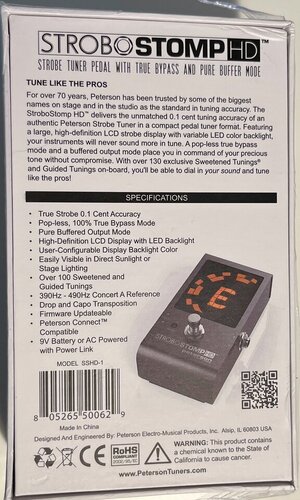 STROBOSTOMP HD™
STROBE TUNER PEDAL WITH TRUE BYPASS AND PURE BUFFER MODE
TUNE LIKE THE PROS
For over 70 years, Peterson has been trusted by some of the biggest
names on stage and in the studio as the standard in tuning accuracy. The
StroboStomp HD™ delivers the unmatched 0.1 cent tuning accuracy of an
authentic Peterson Strobe Tuner in a compact pedal tuner format. Featuring
a large, high-definition LCD strobe display with variable LED color backlight,
your instruments will never sound more in tune. A pop-less true bypass
mode and a buffered output mode place you in command of your precious
tone without compromise. With over 130 exclusive Sweetened Tunings®
and Guided Tunings on-board, you'll be able to dial in your sound and tune
like the pros!
SPECIFICATIONS
• True Strobe 0.1 Cent Accuracy
• Pop-less, 100% True Bypass Mode
• Pure Buffered Output Mode
• High-Definition LCD Display with LED Backlight
• User-Configurable Display Backlight Color
• Easily Visible in Direct Sunlight or
Stage Lighting
• Over 100 Sweetened and
Guided Tunings
• 390Hz - 490Hz Concert A Reference
• Drop and Capo Transposition
• Firmware Updateable
• Peterson Connect™
Compatible
• 9V Battery or AC Powered
with Power Link
E
STROBOSTOMP HD
MODEL SSHD-1
8 05265 50062 9
Made In China
Designed And Engineered By: Peterson Electro-Musical Products, Inc. Alsip, IL 60803 USA
CE
RoHS
COMPLIANT
2002/95/EC
WARNING: This product contains
a chemical known to the State of
California to cause cancer.
www.PetersonTuners.com